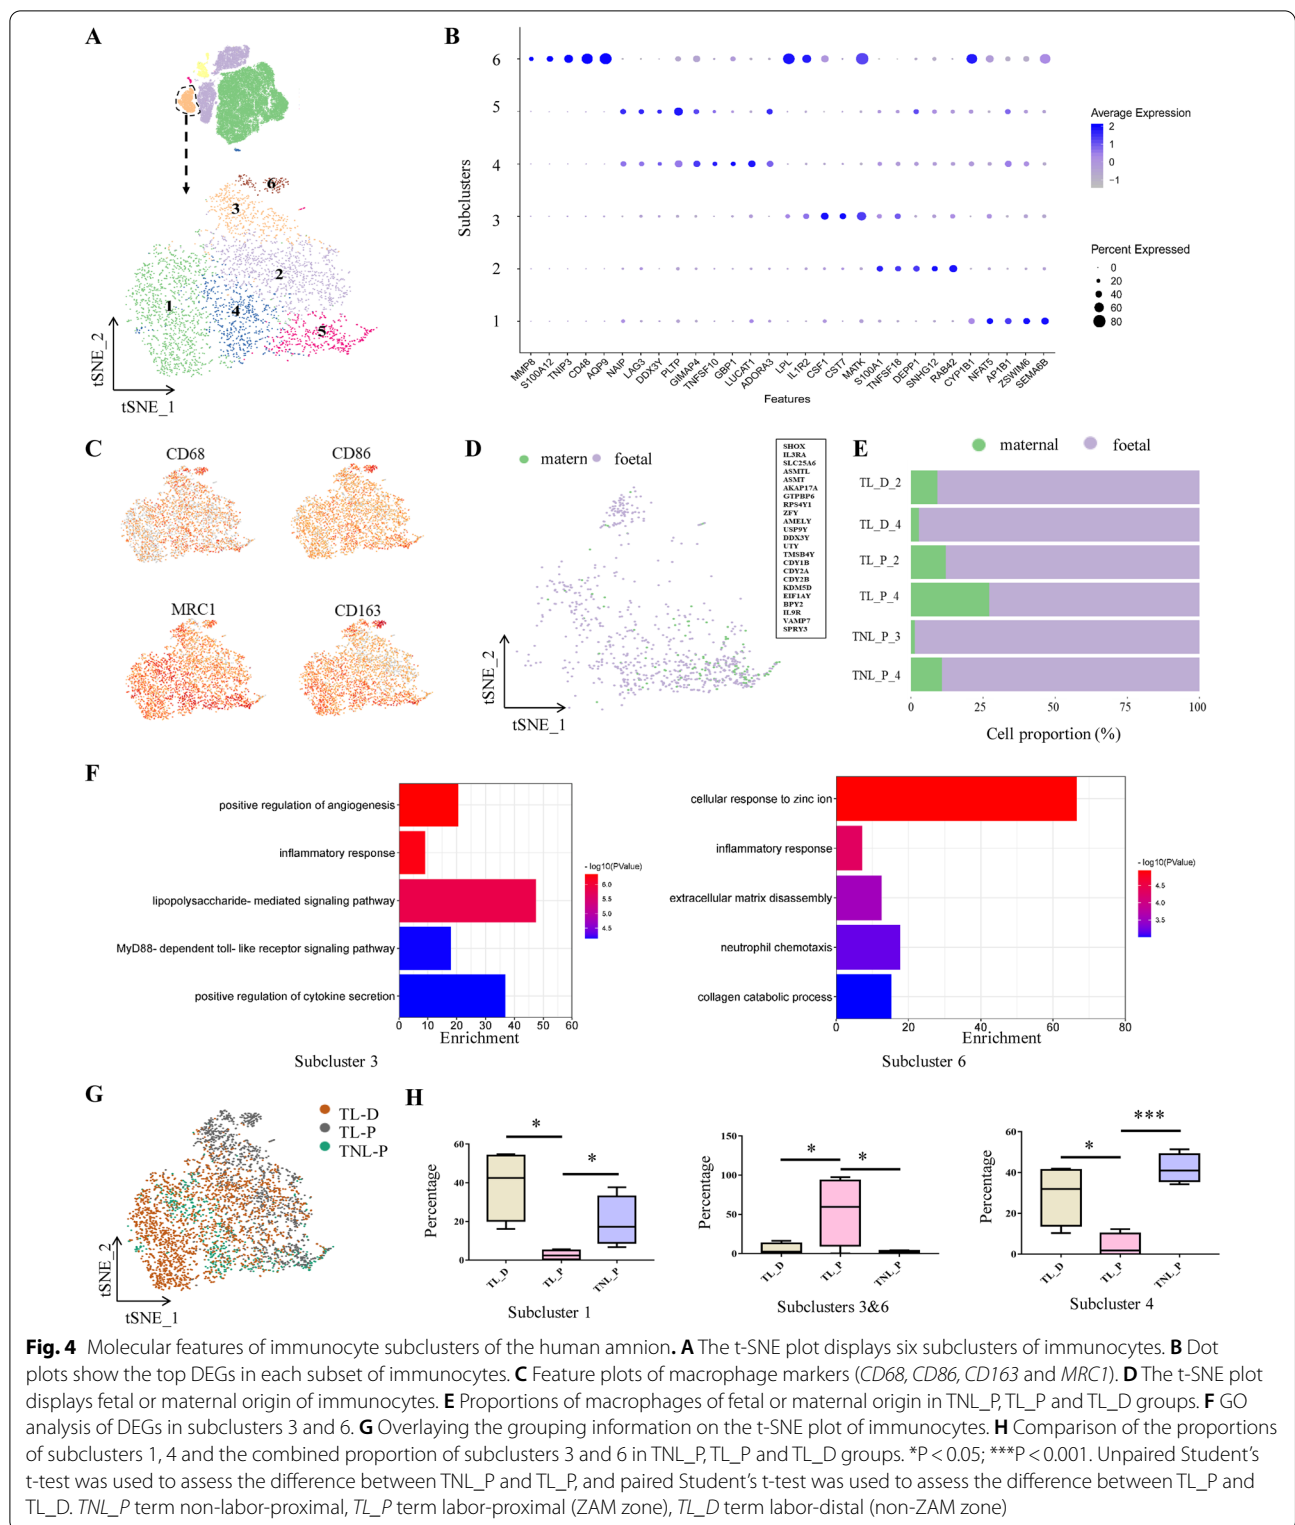 A
1
2
3
4
5
6
tSNE_2
tSNE_1
B
Subclusters
6
5
4
3
2
1
MMP8
S100A12
TNIP3
CD48
AQP9
NAIP
LAG3
DDX3Y
PLTP
GIMAP4
TNFSF10
GBP1
LUCAT1
ADORA3
LPL
IL1R2
CSF1
CST7
MATK
S100A1
TNFSF18
DEPP1
SNHG12
RAB42
CYP1B1
NFAT5
AP1B1
ZSWIM6
SEMA6B
Features
Average Expression
2
1
0
−1
Percent Expressed
0
20
40
60
80
C
CD68
CD86
MRC1
CD163
D
matern
foetal
tSNE_2
tSNE_1
SHOX
IL3RA
SLC25A6
ASMTL
ASMT
AKAP17A
GTPBP6
RPS4Y1
ZFY
AMELY
USP9Y
DDX3Y
UTY
TMSB4Y
CDY1B
CDY2A
CDY2B
KDM5D
EIF1AY
BPY2
IL9R
VAMP7
SPRY3
E
maternal
foetal
TL_D_2
TL_D_4
TL_P_2
TL_P_4
TNL_P_3
TNL_P_4
0 25 50 75 100
Cell proportion (%)
F
positive regulation of angiogenesis
inflammatory response
lipopolysaccharide- mediated signaling pathway
MyD88- dependent toll- like receptor signaling pathway
positive regulation of cytokine secretion
0 10 20 30 40 50 60
Enrichment
Subcluster 3
- log10(PValue)
6.0
5.5
5.0
4.5
cellular response to zinc ion
inflammatory response
extracellular matrix disassembly
neutrophil chemotaxis
collagen catabolic process
0 20 40 60 80
Enrichment
Subcluster 6
- log10(PValue)
4.5
4.0
3.5
G
TL-D
TL-P
TNL-P
tSNE_2
tSNE_1
H
Percentage
60
40
20
0
*
*
TL_D
TL_P
TNL_P
Subcluster 1
Percentage
150
100
50
0
*
*
TL_D
TL_P
TNL_P
Subclusters 3&6
Percentage
60
40
20
0
*
***
TL_D
TL_P
TNL_P
Subcluster 4
Fig. 4 Molecular features of immunocyte subclusters of the human amnion. A The t-SNE plot displays six subclusters of immunocytes. B Dot
plots show the top DEGs in each subset of immunocytes. C Feature plots of macrophage markers (CD68, CD86, CD163 and MRC1). D The t-SNE plot
displays fetal or maternal origin of immunocytes. E Proportions of macrophages of fetal or maternal origin in TNL_P, TL_P and TL_D groups. F GO
analysis of DEGs in subclusters 3 and 6. G Overlaying the grouping information on the t-SNE plot of immunocytes. H Comparison of the proportions
of subclusters 1, 4 and the combined proportion of subclusters 3 and 6 in TNL_P, TL_P and TL_D groups. *P < 0.05; ***P < 0.001. Unpaired Student’s
t-test was used to assess the difference between TNL_P and TL_P, and paired Student’s t-test was used to assess the difference between TL_P and
TL_D. TNL_P term non-labor-proximal, TL_P term labor-proximal (ZAM zone), TL_D term labor-distal (non-ZAM zone)